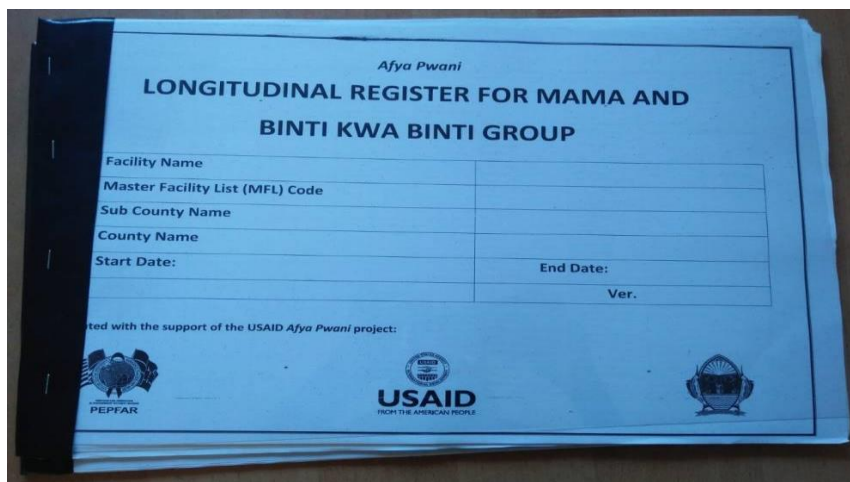 Afya Pwani
LONGITUDINAL REGISTER FOR MAMA AND
BINTI KWA BINTI GROUP
Facility Name
Master Facility List (MFL) Code
Sub County Name
County Name
Start Date: End Date:
Ver.
ted with the support of the USAID Afya Pwani project:
PEPFAR
USAID
USAID
FROM THE AMERICAN PEOPLE